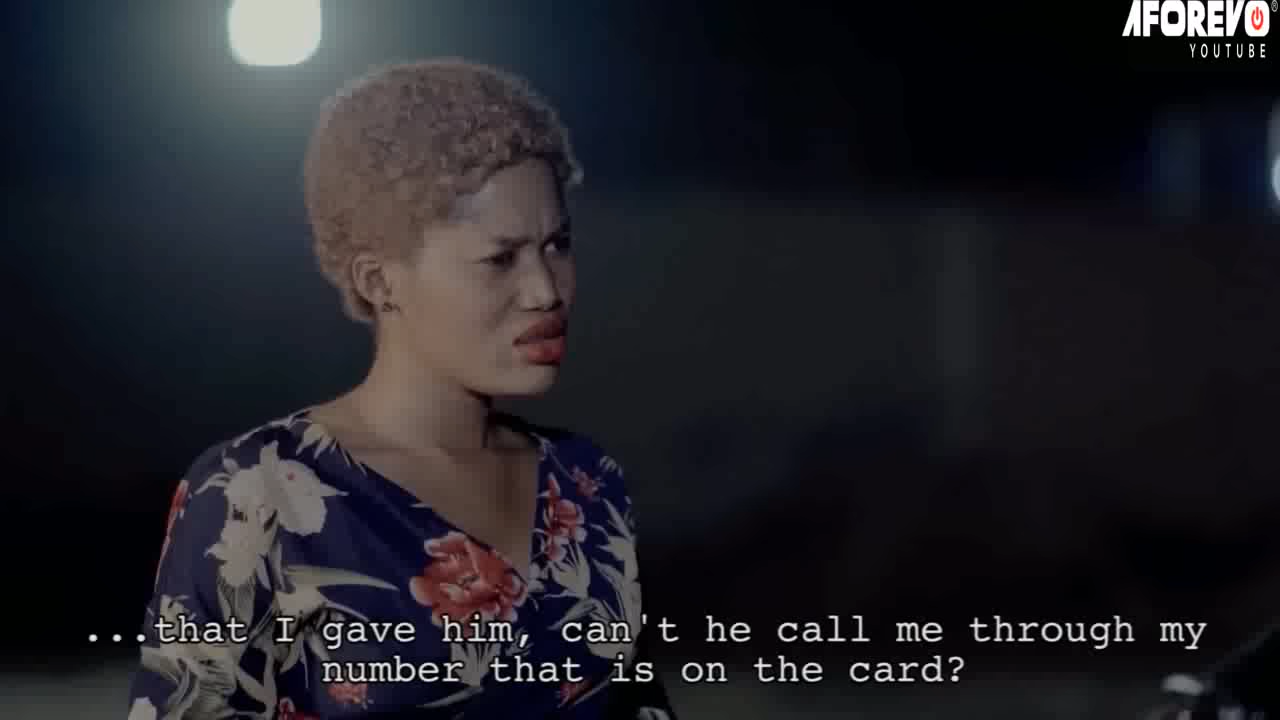 AFOREVO
YOUTUBE
...that I gave him, can't he call me through my
number that is on the card?